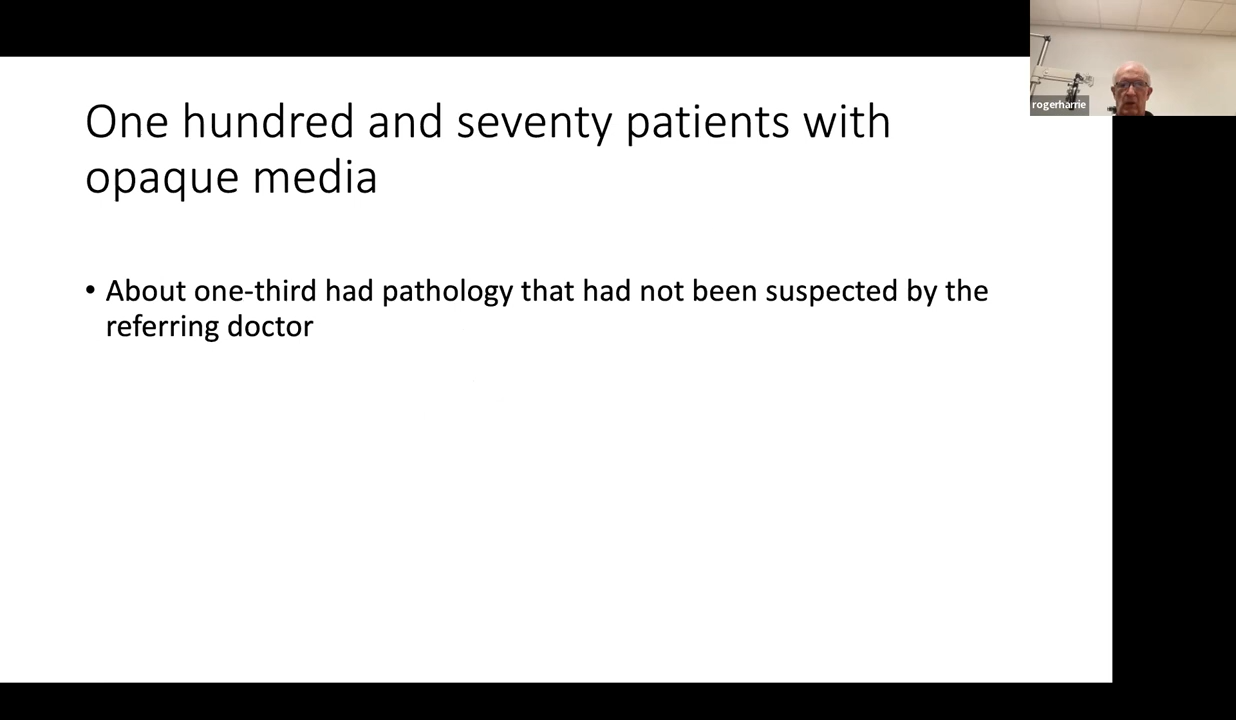 One hundred and seventy patients with
opaque media
• About one-third had pathology that had not been suspected by the
referring doctor
rogerharrie